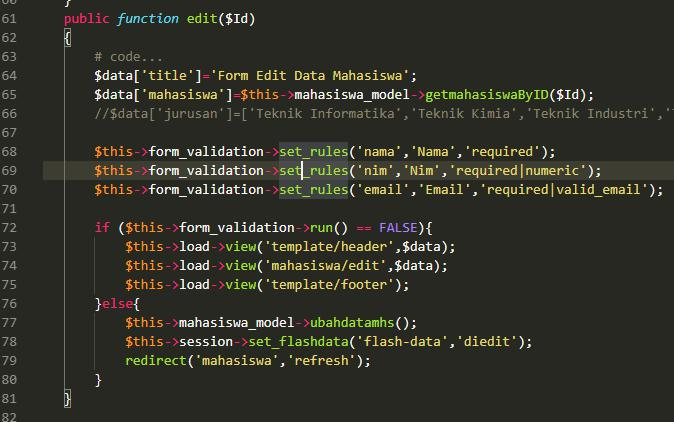 60 }
61 public function edit($Id)
62 {
63 # code...
64 $data['title']='Form Edit Data Mahasiswa';
65 $data['mahasiswa']=$this->mahasiswa_model->getmahasiswaByID($Id);
66 //$data['jurusan']=['Teknik Informatika','Teknik Kimia','Teknik Industri','
67
68 $this->form_validation->set_rules('nama','Nama','required');
69 $this->form_validation->set_rules('nim','Nim','required|numeric');
70 $this->form_validation->set_rules('email','Email','required|valid_email');
71
72 if ($this->form_validation->run() == FALSE){
73 $this->load->view('template/header',$data);
74 $this->load->view('mahasiswa/edit',$data);
75 $this->load->view('template/footer');
76 }else{
77 $this->mahasiswa_model->ubahdatamhs();
78 $this->session->set_flashdata('flash-data','diedit');
79 redirect('mahasiswa','refresh');
80 }
81 }
82